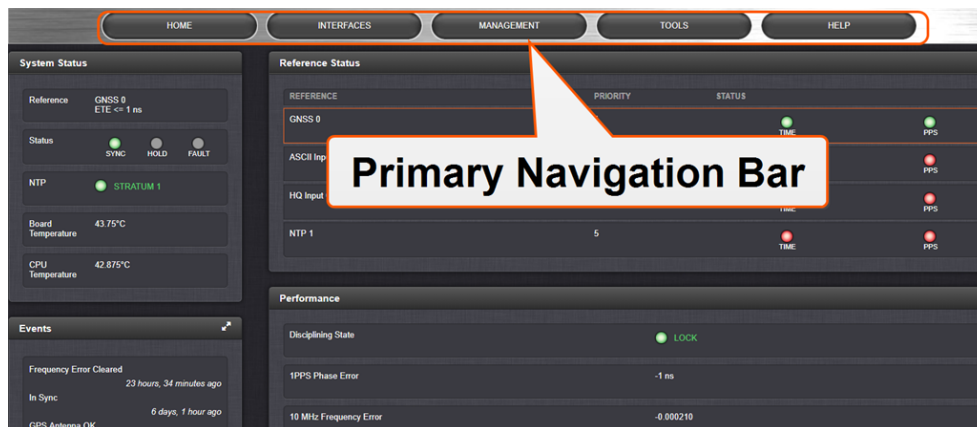 HOME INTERFACES MANAGEMENT TOOLS HELP
System Status
Reference GNSS 0
ETE <= 1 ns
Status
SYNC HOLD FAULT
NTP STRATUM 1
Board 43.75°C
Temperature
CPU 42.875°C
Temperature
Events
Frequency Error Cleared
23 hours, 34 minutes ago
In Sync
6 days, 1 hour ago
GPS Antenna OK
Reference Status
REFERENCE PRIORITY STATUS
GNSS 0
TIME PPS
ASCII Inp
PPS
HQ Input
TIME PPS
NTP 1 5
TIME PPS
Primary Navigation Bar
Performance
Disciplining State LOCK
1PPS Phase Error -1 ns
10 MHz Frequency Error -0.000210